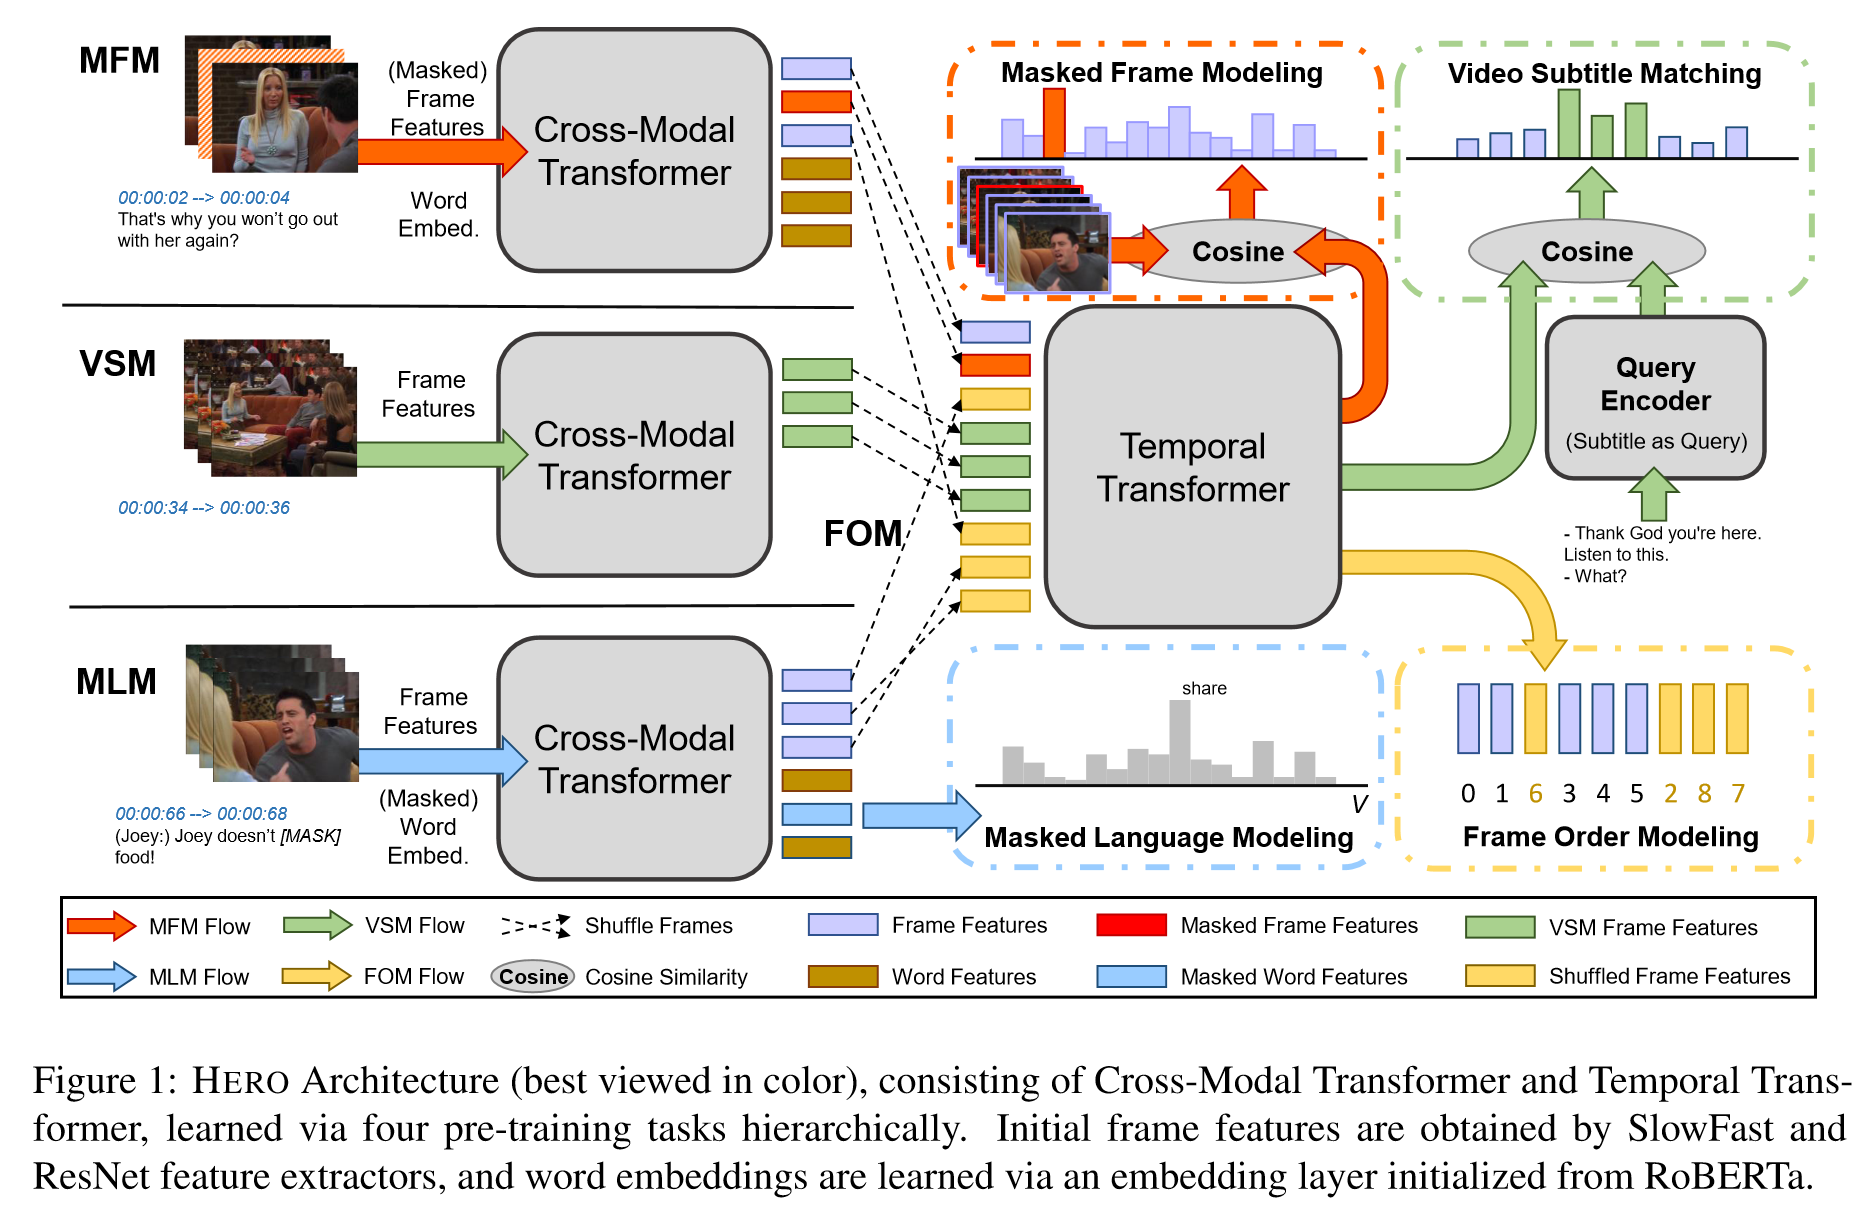 MFM
(Masked)
Frame
Features
Word
Embed.
00:00:02 --> 00:00:04
That's why you won't go out
with her again?
Cross-Modal
Transformer
VSM
Frame
Features
00:00:34 --> 00:00:36
Cross-Modal
Transformer
MLM
Frame
Features
(Masked)
Word
Embed.
00:00:66 --> 00:00:68
(Joey:) Joey doesn't [MASK]
food!
Cross-Modal
Transformer
FOM
Temporal
Transformer
Masked Frame Modeling
Cosine
Video Subtitle Matching
Cosine
Query
Encoder
(Subtitle as Query)
- Thank God you're here.
Listen to this.
- What?
share
V
Masked Language Modeling
0 1 6 3 4 5 2 8 7
Frame Order Modeling
MFM Flow
VSM Flow
Shuffle Frames
Frame Features
Masked Frame Features
VSM Frame Features
MLM Flow
FOM Flow
Cosine
Cosine Similarity
Word Features
Masked Word Features
Shuffled Frame Features
Figure 1: HERO Architecture (best viewed in color), consisting of Cross-Modal Transformer and Temporal Trans-
former, learned via four pre-training tasks hierarchically. Initial frame features are obtained by SlowFast and
ResNet feature extractors, and word embeddings are learned via an embedding layer initialized from RoBERTa.